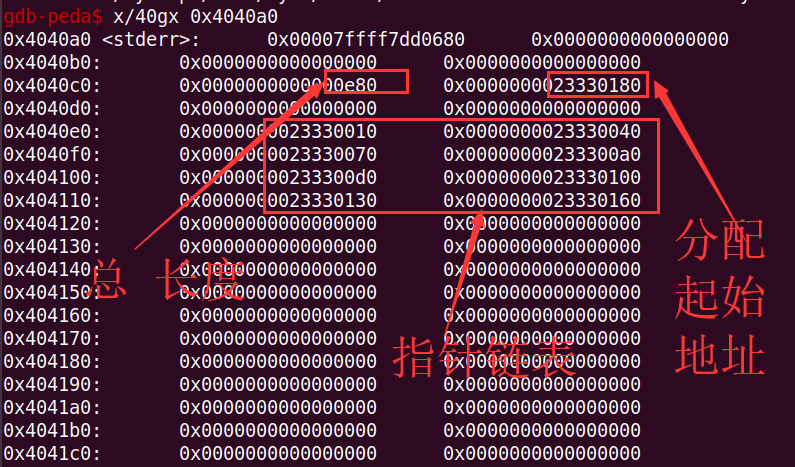 gdb-peda$ x/40gx 0x4040a0
0x4040a0 <stderr>: 0x00007ffff7dd0680 0x0000000000000000
0x4040b0: 0x0000000000000000 0x0000000000000000
0x4040c0: 0x0000000000000e80 0x0000000023330180
0x4040d0: 0x0000000000000000 0x0000000000000000
0x4040e0: 0x0000000023330010 0x0000000023330040
0x4040f0: 0x0000000023330070 0x00000000233300a0
0x404100: 0x00000000233300d0 0x0000000023330100
0x404110: 0x0000000023330130 0x0000000023330160
0x404120: 0x0000000000000000 0x0000000000000000
0x404130: 0x0000000000000000 0x0000000000000000
0x404140: 0x0000000000000000 0x0000000000000000
0x404150: 0x0000000000000000 0x0000000000000000
0x404160: 0x0000000000000000 0x0000000000000000
0x404170: 0x0000000000000000 0x0000000000000000
0x404180: 0x0000000000000000 0x0000000000000000
0x404190: 0x0000000000000000 0x0000000000000000
0x4041a0: 0x0000000000000000 0x0000000000000000
0x4041b0: 0x0000000000000000 0x0000000000000000
0x4041c0: 0x0000000000000000 0x0000000000000000
总 长度
指针链表
分配
起始
地址